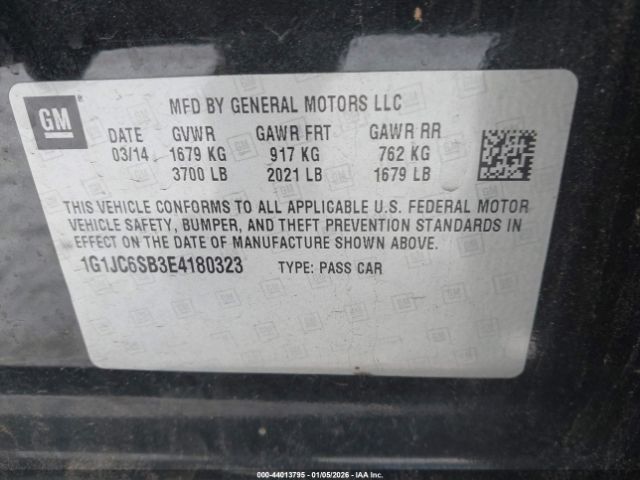 GM
MFD BY GENERAL MOTORS LLC
DATE GVWR GAWR FRT GAWR RR
03/14 1679 KG 917 KG 762 KG
3700 LB 2021 LB 1679 LB
THIS VEHICLE CONFORMS TO ALL APPLICABLE U.S. FEDERAL MOTOR
VEHICLE SAFETY, BUMPER, AND THEFT PREVENTION STANDARDS IN
EFFECT ON THE DATE OF MANUFACTURE SHOWN ABOVE.
1G1JC6SB3E4180323 TYPE: PASS CAR
000-44013795 - 01/05/2026 - IAA Inc.